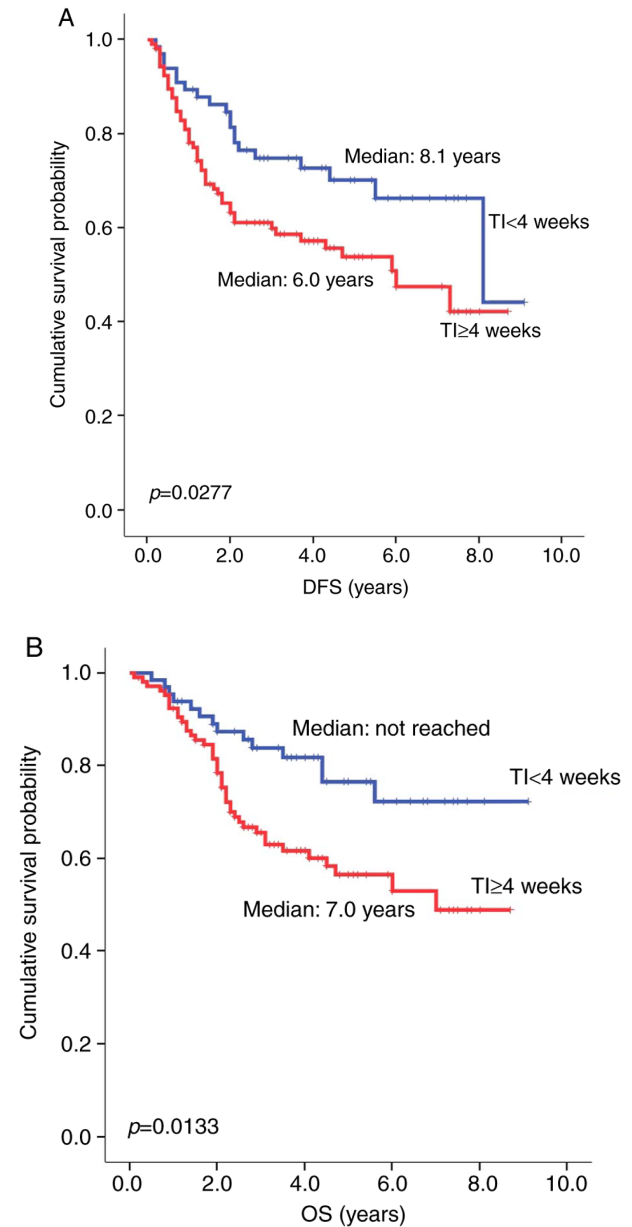 A
1.0
0.8
0.6
0.4
0.2
0.0
Cumulative survival probability
Median: 8.1 years
TI<4 weeks
Median: 6.0 years
TI≥4 weeks
p=0.0277
0.0 2.0 4.0 6.0 8.0 10.0
DFS (years)
B
1.0
0.8
0.6
0.4
0.2
0.0
Cumulative survival probability
Median: not reached
TI<4 weeks
TI≥4 weeks
Median: 7.0 years
p=0.0133
0.0 2.0 4.0 6.0 8.0 10.0
OS (years)